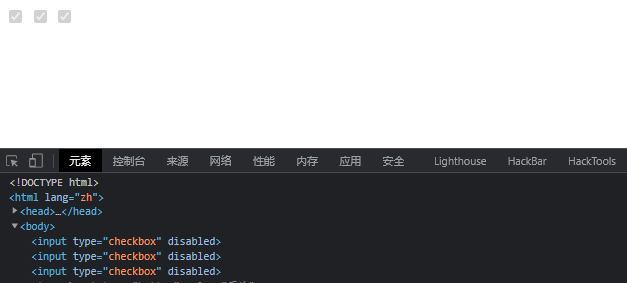 元素 控制台 来源 网络 性能 内存 应用 安全 Lighthouse HackBar HackTools
<!DOCTYPE html>
<html lang="zh">
<head>…</head>
<body>
<input type="checkbox" disabled>
<input type="checkbox" disabled>
<input type="checkbox" disabled>